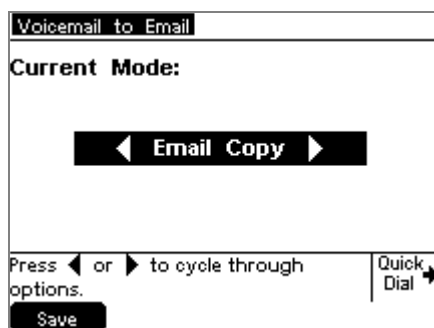 Voicemail to Email
Current Mode:
Email Copy
Press ◀ or ▶ to cycle through
options.
Quick
Dial
Save